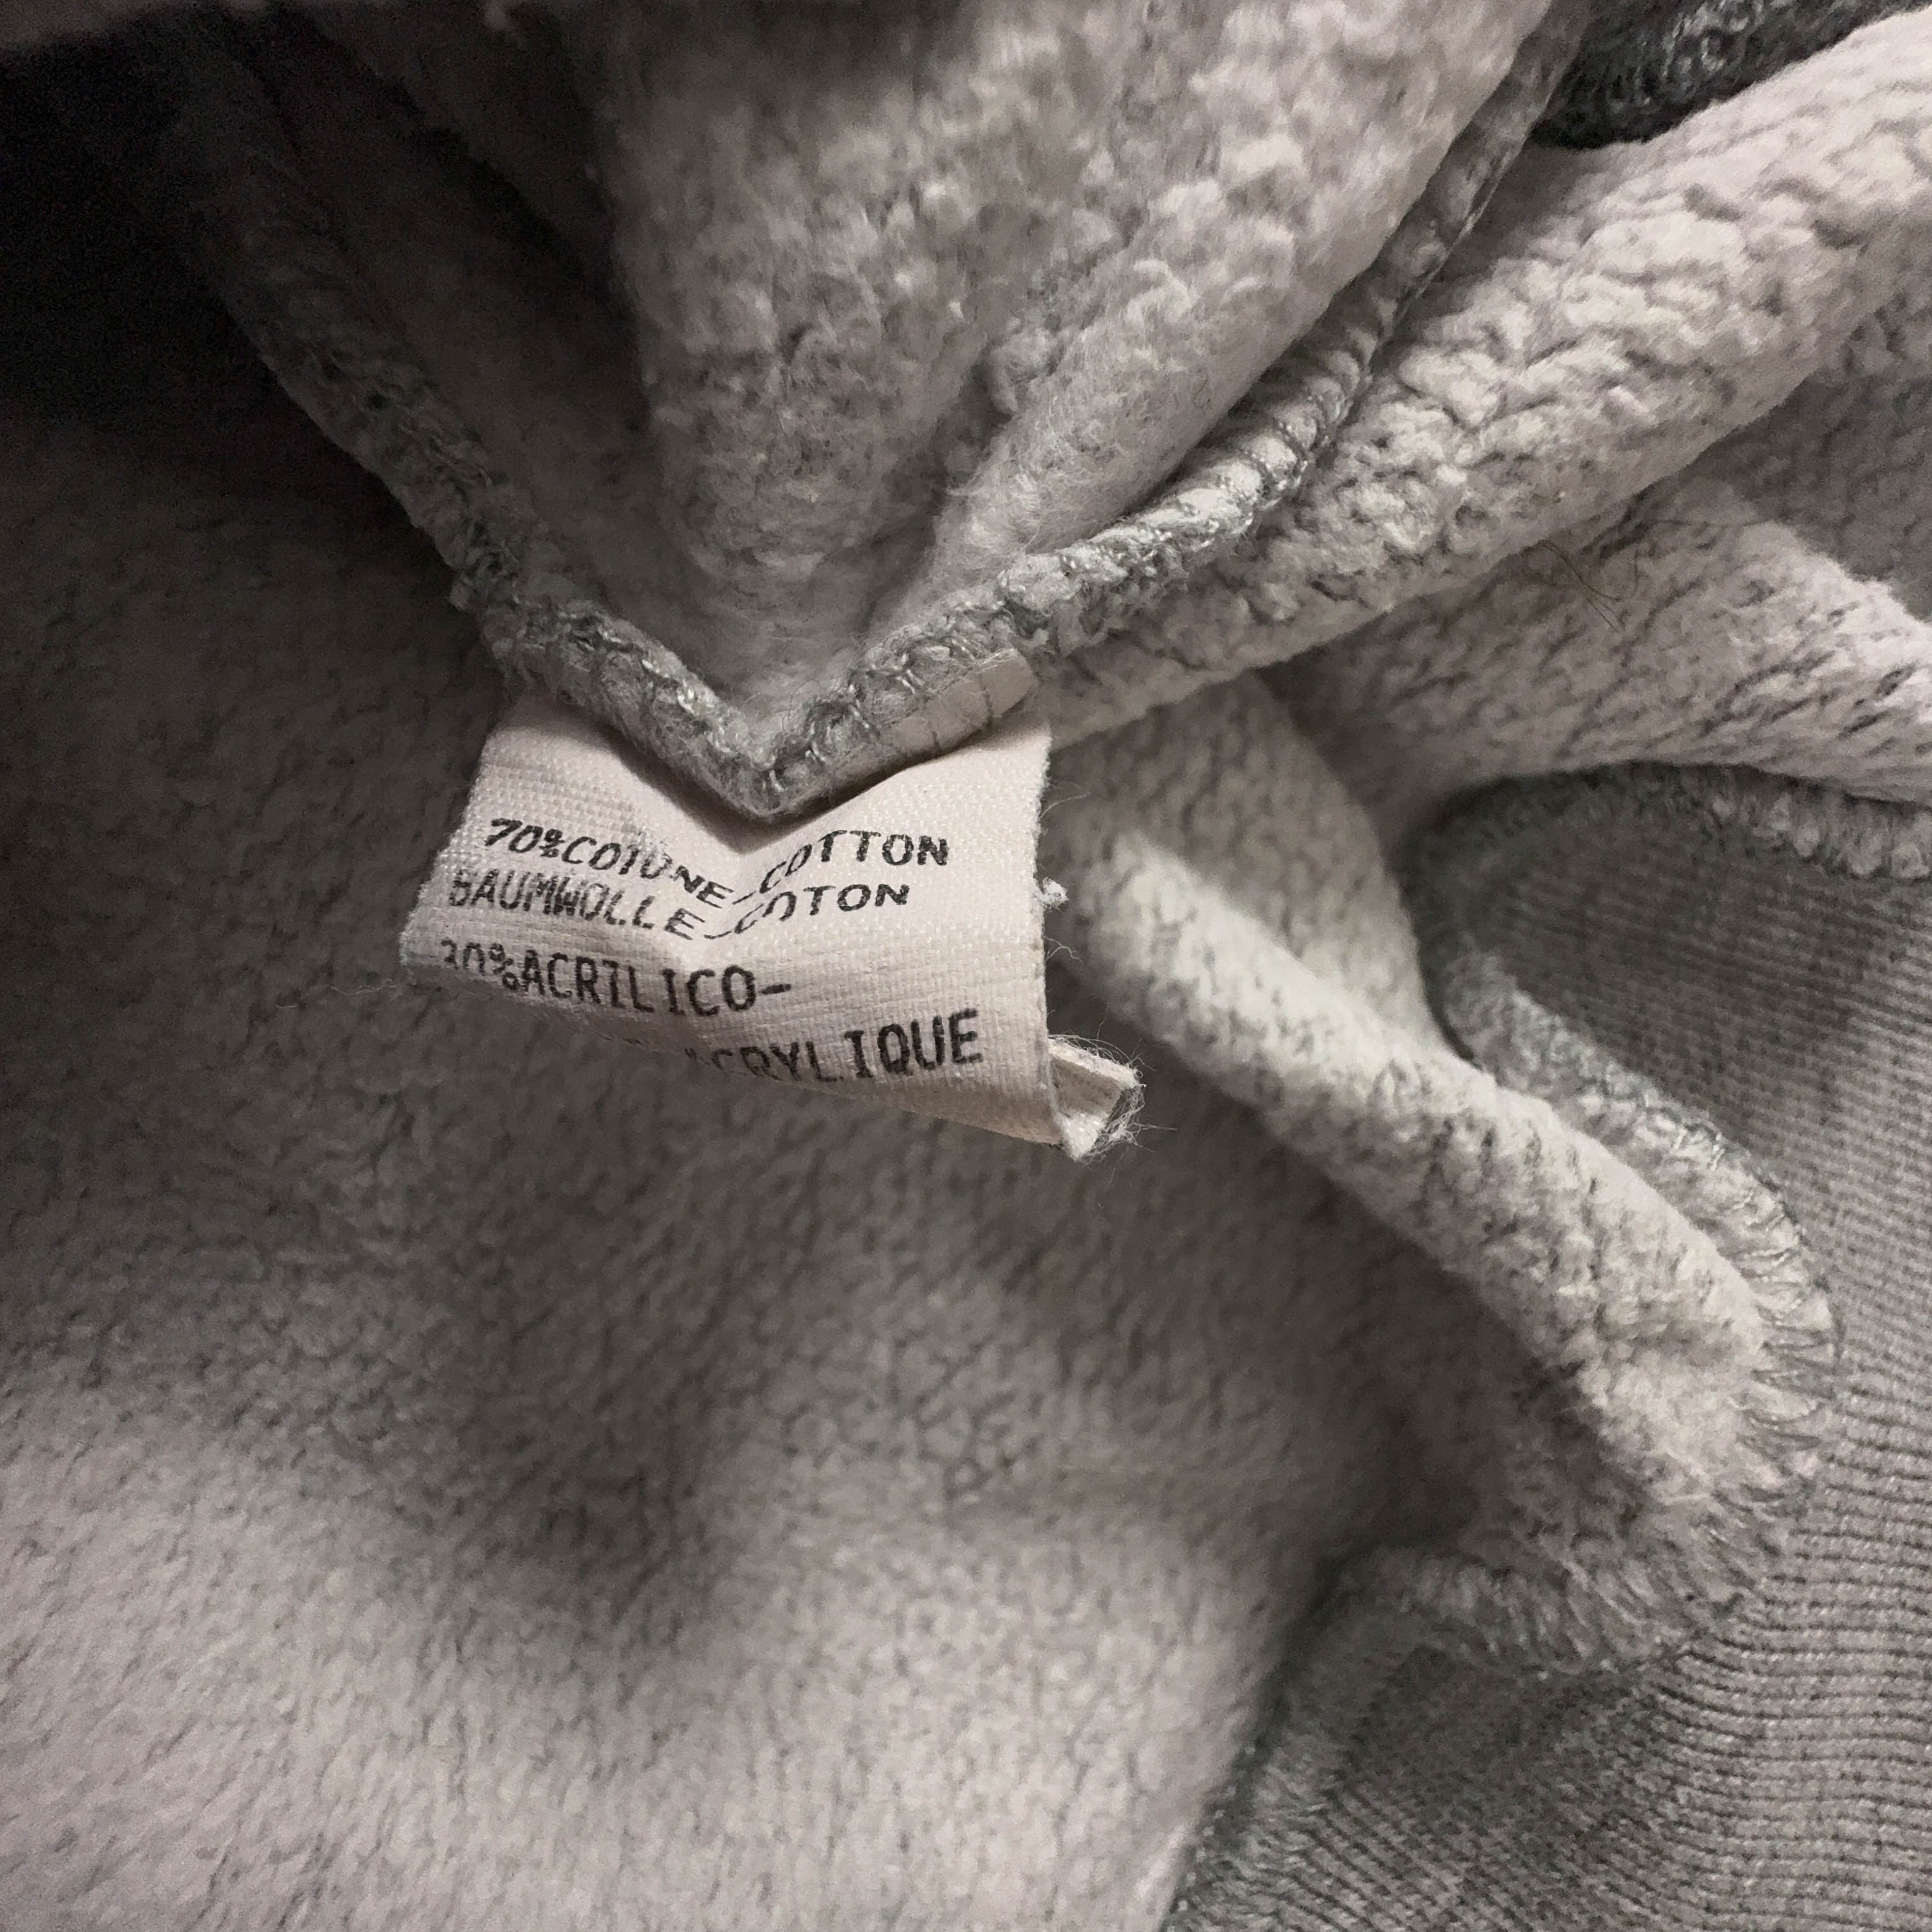 70%COTONE-COTTON
BAUMWOLLE-COTON
30%ACRILICO-
ACRYLIQUE